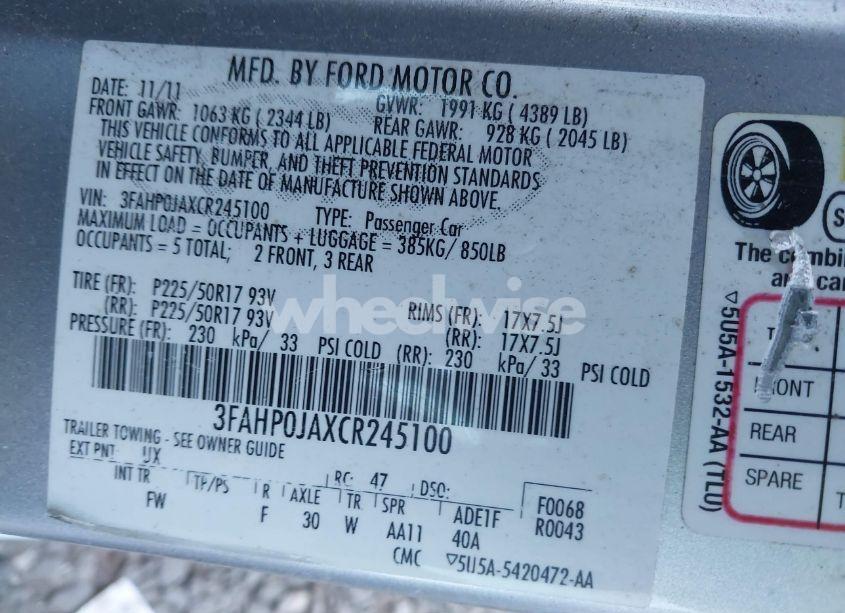 MFD. BY FORD MOTOR CO.
DATE: 11/11 GVWR: 1991 KG ( 4389 LB)
FRONT GAWR: 1063 KG ( 2344 LB) REAR GAWR: 928 KG ( 2045 LB)
THIS VEHICLE CONFORMS TO ALL APPLICABLE FEDERAL MOTOR
VEHICLE SAFETY, BUMPER, AND THEFT PREVENTION STANDARDS
IN EFFECT ON THE DATE OF MANUFACTURE SHOWN ABOVE.
VIN: 3FAHP0JAXCR245100 TYPE: Passenger Car
MAXIMUM LOAD = OCCUPANTS + LUGGAGE = 385KG/ 850LB
OCCUPANTS = 5 TOTAL; 2 FRONT, 3 REAR
TIRE (FR): P225/50R17 93V RIMS (FR): 17X7.5J
(RR): P225/50R17 93V (RR): 17X7.5J
PRESSURE (FR): 230 kPa/ 33 PSI COLD (RR): 230 kPa/ 33 PSI COLD
3FAHP0JAXCR245100
TRAILER TOWING - SEE OWNER GUIDE
EXT PNT: UX RC: 47 DSO: F0068
INT TR TP/PS R AXLE TR SPR ADE1F R0043
FW F 30 W AA11 40A
CMC ▽5U5A-5420472-AA
wheelwise
The combin
and car
FRONT
REAR
SPARE
▽5U5A-1532-AA (TLU)